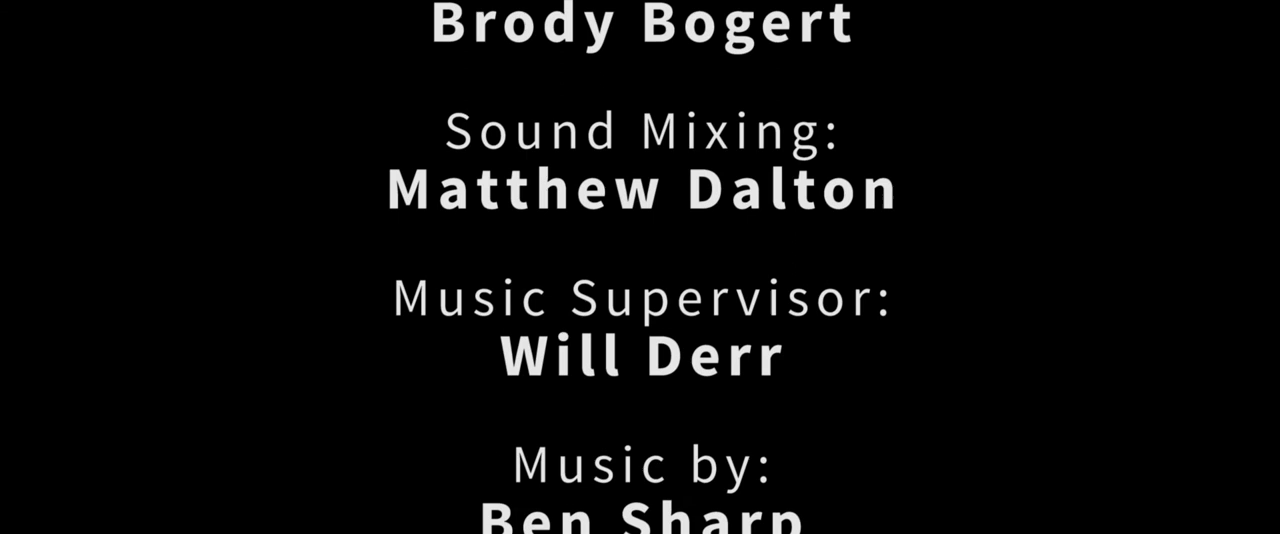 Brody Bogert
Sound Mixing:
Matthew Dalton
Music Supervisor:
Will Derr
Music by:
Ben Sharp